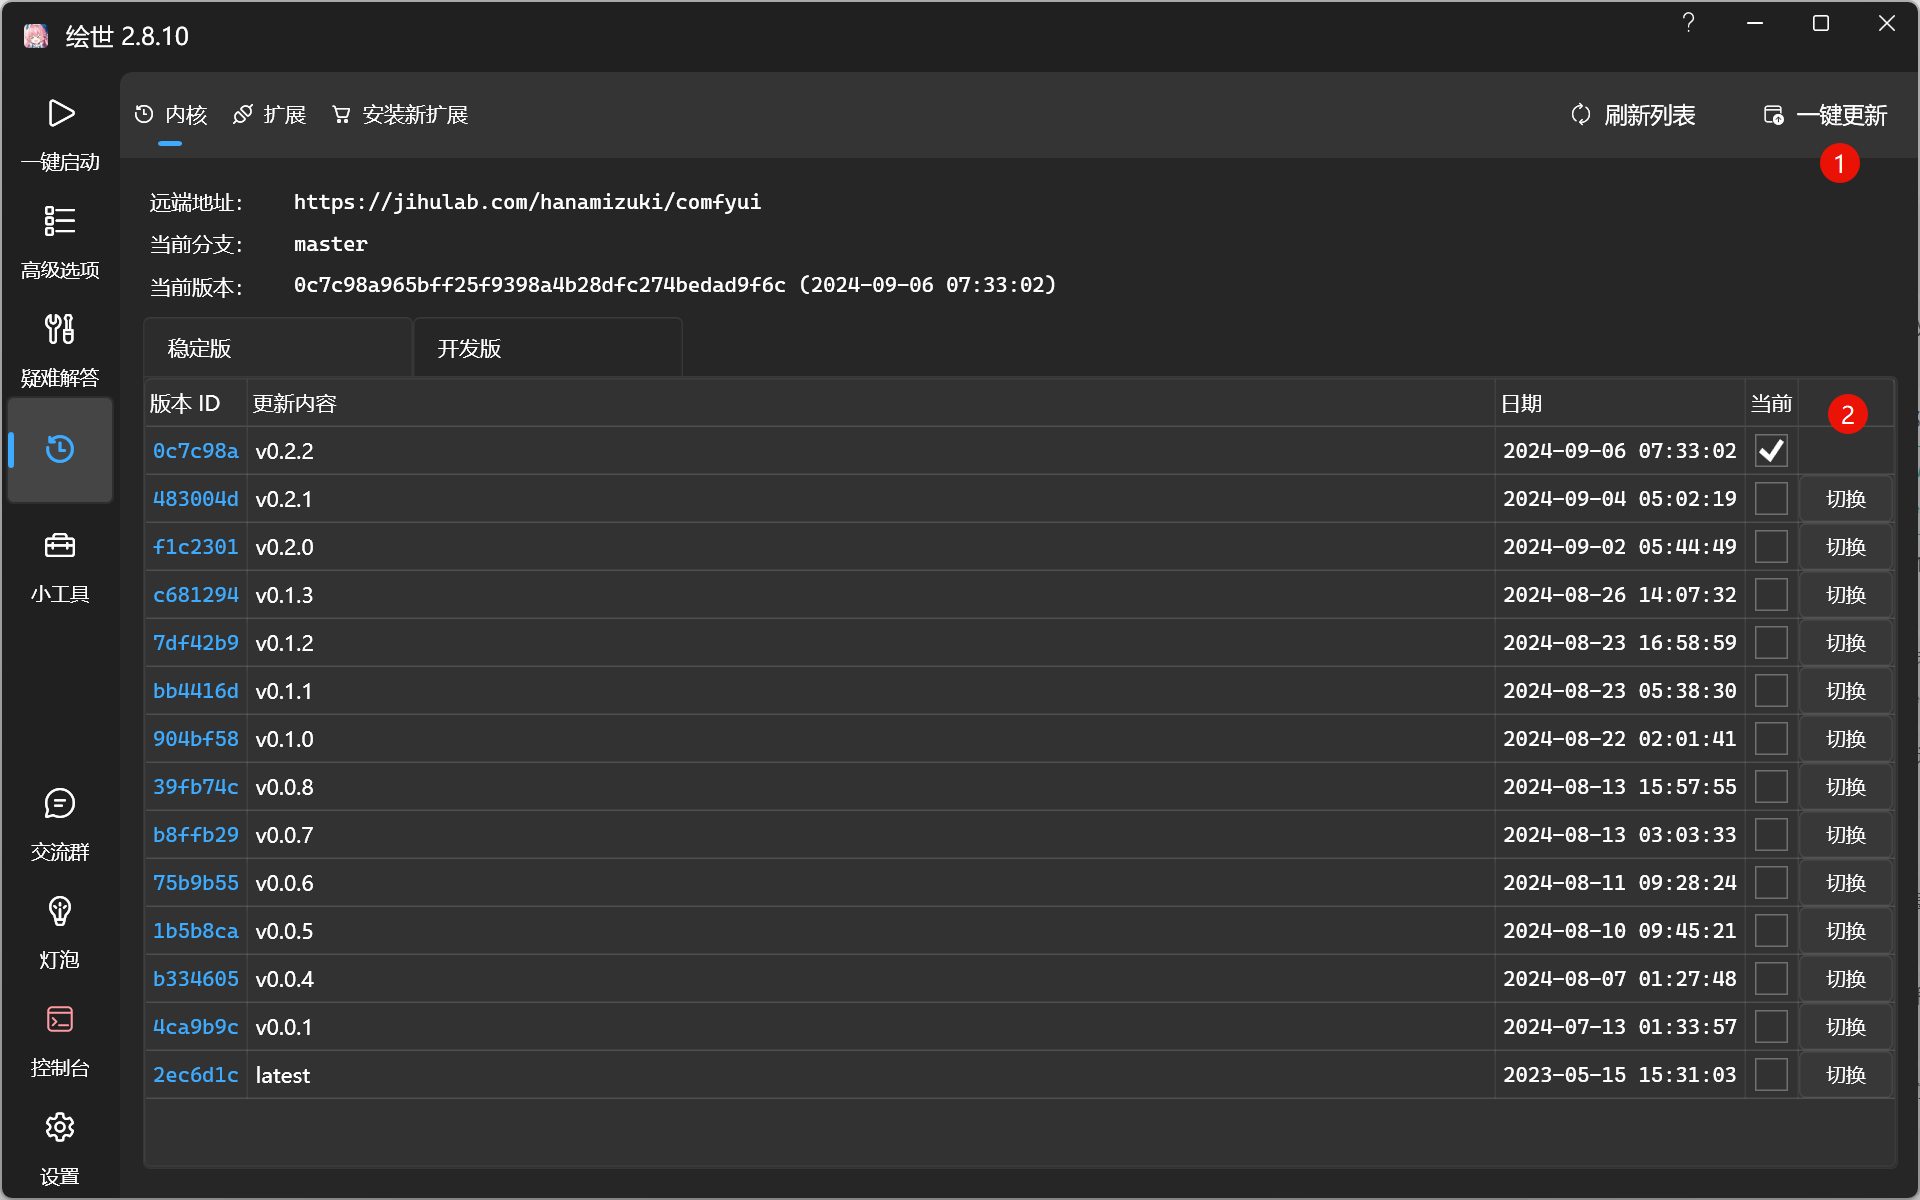 绘世 2.8.10
?
内核 扩展 安装新扩展 刷新列表 一键更新
1
一键启动
高级选项
疑难解答
小工具
交流群
灯泡
控制台
设置
远端地址: https://jihulab.com/hanamizuki/comfyui
当前分支: master
当前版本: 0c7c98a965bff25f9398a4b28dfc274bedad9f6c (2024-09-06 07:33:02)
稳定版 开发版
版本 ID 更新内容 日期 当前 2
0c7c98a v0.2.2 2024-09-06 07:33:02
483004d v0.2.1 2024-09-04 05:02:19 切换
f1c2301 v0.2.0 2024-09-02 05:44:49 切换
c681294 v0.1.3 2024-08-26 14:07:32 切换
7df42b9 v0.1.2 2024-08-23 16:58:59 切换
bb4416d v0.1.1 2024-08-23 05:38:30 切换
904bf58 v0.1.0 2024-08-22 02:01:41 切换
39fb74c v0.0.8 2024-08-13 15:57:55 切换
b8ffb29 v0.0.7 2024-08-13 03:03:33 切换
75b9b55 v0.0.6 2024-08-11 09:28:24 切换
1b5b8ca v0.0.5 2024-08-10 09:45:21 切换
b334605 v0.0.4 2024-08-07 01:27:48 切换
4ca9b9c v0.0.1 2024-07-13 01:33:57 切换
2ec6d1c latest 2023-05-15 15:31:03 切换